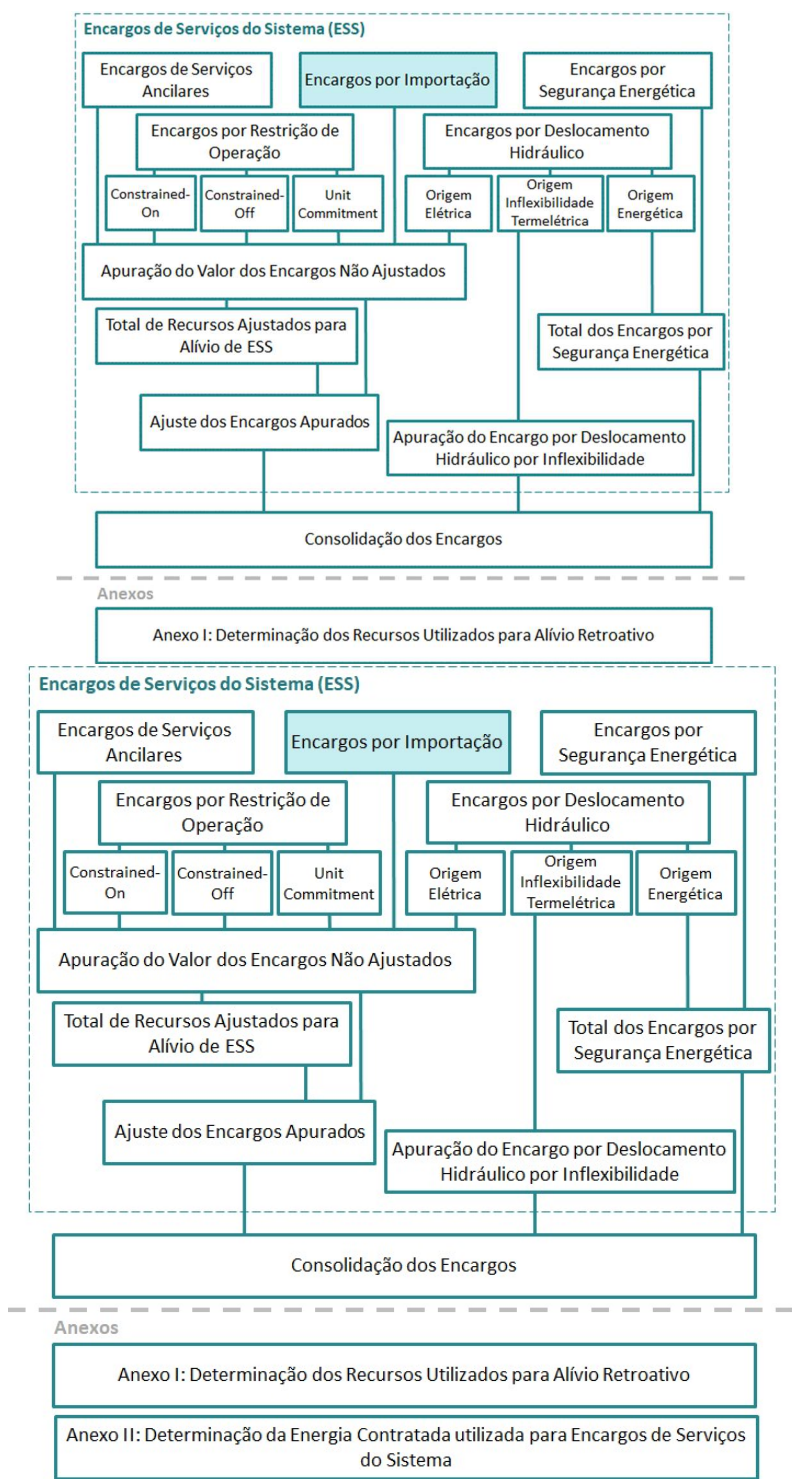 Encargos de Serviços do Sistema (ESS)
Encargos de Serviços
Ancilares
Encargos por Importação
Encargos por
Segurança Energética
Encargos por Restrição de
Operação
Encargos por Deslocamento
Hidráulico
Constrained-
On
Constrained-
Off
Unit
Commitment
Origem
Elétrica
Origem
Inflexibilidade
Termelétrica
Origem
Energética
Apuração do Valor dos Encargos Não Ajustados
Total de Recursos Ajustados para
Alívio de ESS
Total dos Encargos por
Segurança Energética
Ajuste dos Encargos Apurados
Apuração do Encargo por Deslocamento
Hidráulico por Inflexibilidade
Consolidação dos Encargos
Anexos
Anexo I: Determinação dos Recursos Utilizados para Alívio Retroativo
Encargos de Serviços do Sistema (ESS)
Encargos de Serviços
Ancilares
Encargos por Importação
Encargos por
Segurança Energética
Encargos por Restrição de
Operação
Encargos por Deslocamento
Hidráulico
Constrained-
On
Constrained-
Off
Unit
Commitment
Origem
Elétrica
Origem
Inflexibilidade
Termelétrica
Origem
Energética
Apuração do Valor dos Encargos Não Ajustados
Total de Recursos Ajustados para
Alívio de ESS
Total dos Encargos por
Segurança Energética
Ajuste dos Encargos Apurados
Apuração do Encargo por Deslocamento
Hidráulico por Inflexibilidade
Consolidação dos Encargos
Anexos
Anexo I: Determinação dos Recursos Utilizados para Alívio Retroativo
Anexo II: Determinação da Energia Contratada utilizada para Encargos de Serviços
do Sistema